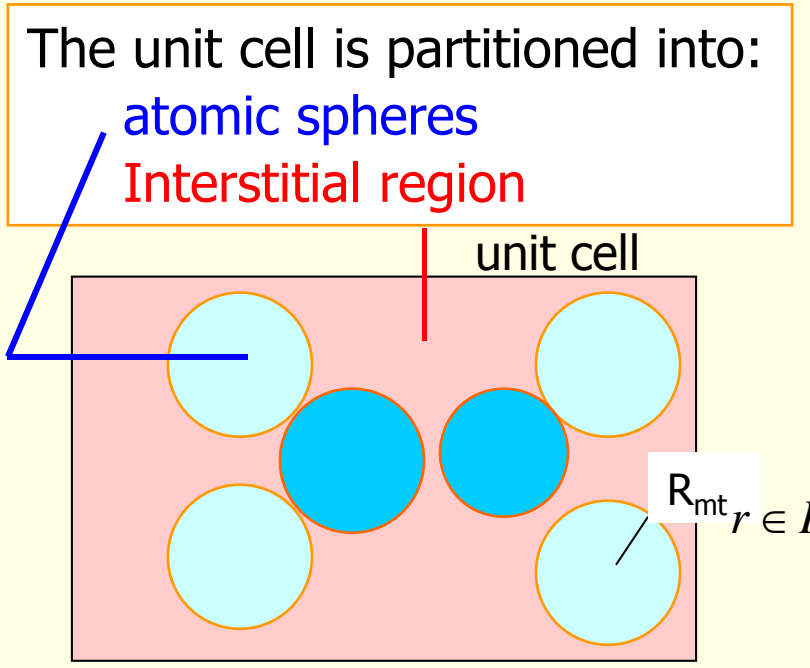 The unit cell is partitioned into:
atomic spheres
Interstitial region
unit cell
Rmt
r ∈